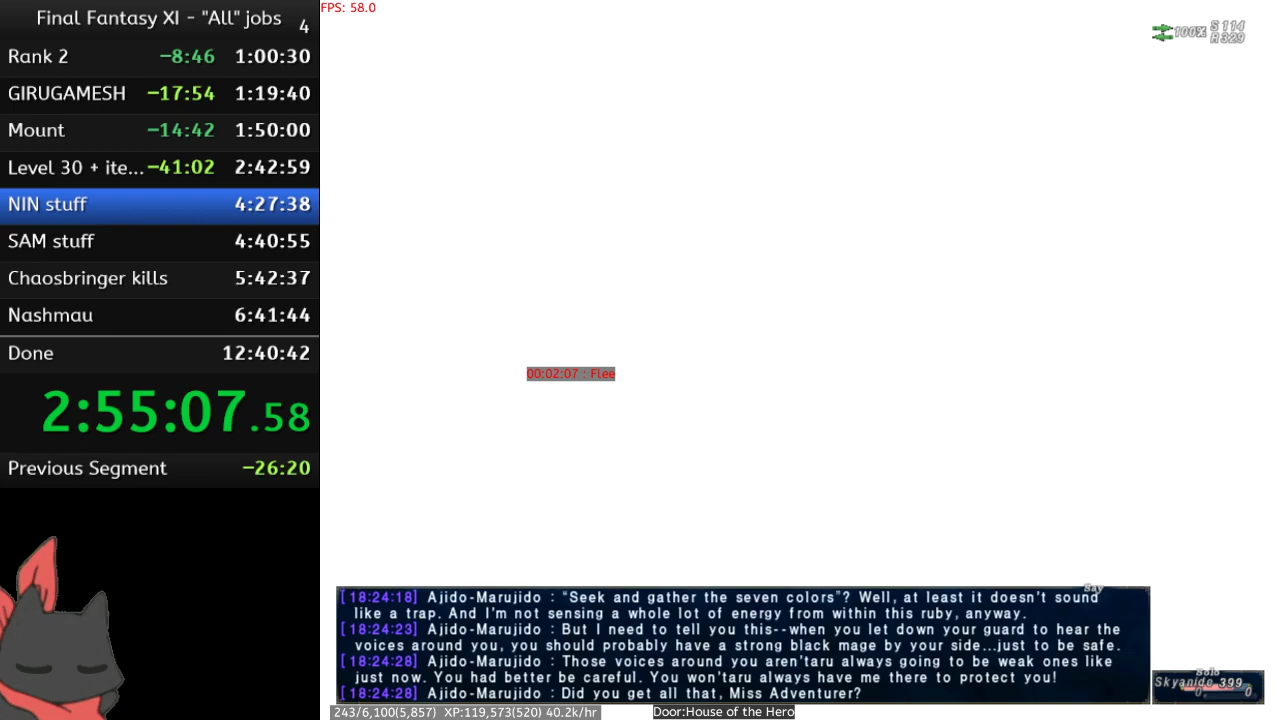 Final Fantasy XI - "All" jobs 4
Rank 2 −8:46 1:00:30
GIRUGAMESH −17:54 1:19:40
Mount −14:42 1:50:00
Level 30 + ite... −41:02 2:42:59
NIN stuff 4:27:38
SAM stuff 4:40:55
Chaosbringer kills 5:42:37
Nashmau 6:41:44
Done 12:40:42
2:55:07.58
Previous Segment −26:20
FPS: 58.0
100% S 114
R 329
00:02:07 : Flee
Say
[18:24:18] Ajido-Marujido : "Seek and gather the seven colors"? Well, at least it doesn't sound
like a trap. And I'm not sensing a whole lot of energy from within this ruby, anyway.
[18:24:23] Ajido-Marujido : But I need to tell you this--when you let down your guard to hear the
voices around you, you should probably have a strong black mage by your side...just to be safe.
[18:24:28] Ajido-Marujido : Those voices around you aren'taru always going to be weak ones like
just now. You had better be careful. You won'taru always have me there to protect you!
[18:24:28] Ajido-Marujido : Did you get all that, Miss Adventurer?
Solo
Skyanide 399
0 0
243/6,100(5,857) XP:119,573(520) 40.2k/hr
Door:House of the Hero